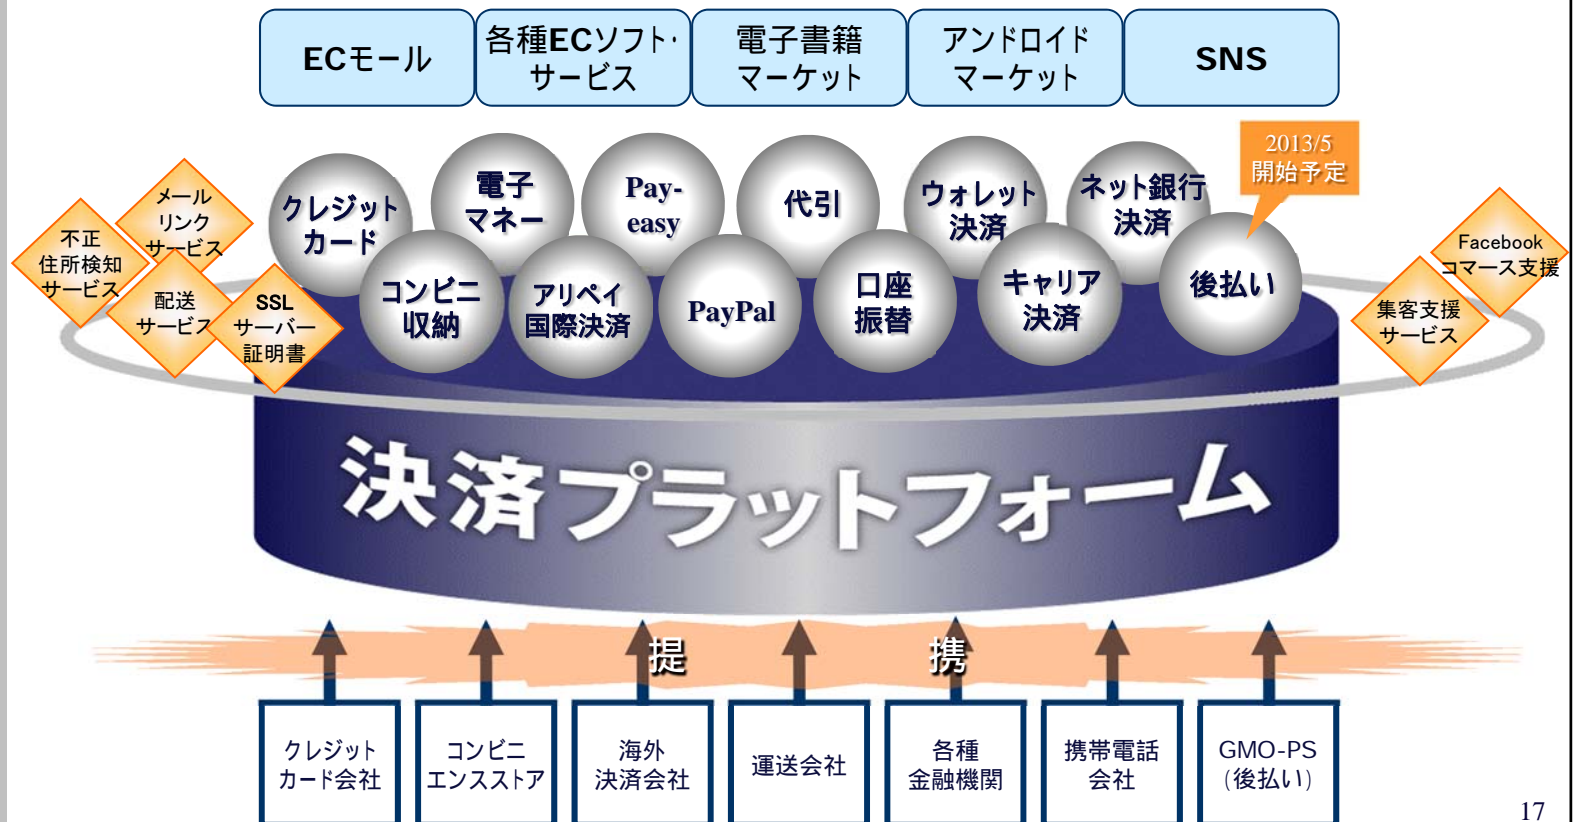 ECモール
各種ECソフト・
サービス
電子書籍
マーケット
アンドロイド
マーケット
SNS
2013/5
開始予定
クレジット
カード
電子
マネー
Pay-
easy
代引
ウォレット
決済
ネット銀行
決済
コンビニ
収納
アリペイ
国際決済
PayPal
口座
振替
キャリア
決済
後払い
メール
リンク
サービス
不正
住所検知
サービス
配送
サービス
SSL
サーバー
証明書
Facebook
コマース支援
集客支援
サービス
決済プラットフォーム
提 携
クレジット
カード会社
コンビニ
エンスストア
海外
決済会社
運送会社
各種
金融機関
携帯電話
会社
GMO-PS
(後払い)
17